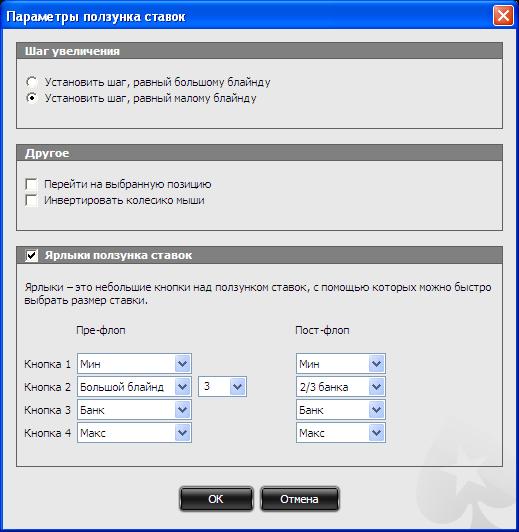 Параметры ползунка ставок
Шаг увеличения
Установить шаг, равный большому блайнду
Установить шаг, равный малому блайнду
Другое
Перейти на выбранную позицию
Инвертировать колесико мыши
Ярлыки ползунка ставок
Ярлыки – это небольшие кнопки над ползунком ставок, с помощью которых можно быстро
выбрать размер ставки.
Пре-флоп Пост-флоп
Кнопка 1 Мин Мин
Кнопка 2 Большой блайнд 3 2/3 банка
Кнопка 3 Банк Банк
Кнопка 4 Макс Макс
OK Отмена